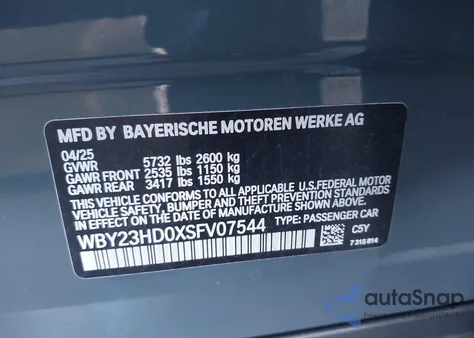 MFD BY BAYERISCHE MOTOREN WERKE AG
04/25
GVWR 5732 lbs 2600 kg
GAWR FRONT 2535 lbs 1150 kg
GAWR REAR 3417 lbs 1550 kg
THIS VEHICLE CONFORMS TO ALL APPLICABLE U.S. FEDERAL MOTOR
VEHICLE SAFETY, BUMPER, AND THEFT PREVENTION STANDARDS
IN EFFECT ON THE DATE OF MANUFACTURE SHOWN ABOVE.
WBY23HD0XSFV07544 TYPE: PASSENGER CAR
C5Y
7 315 814
autoSnap